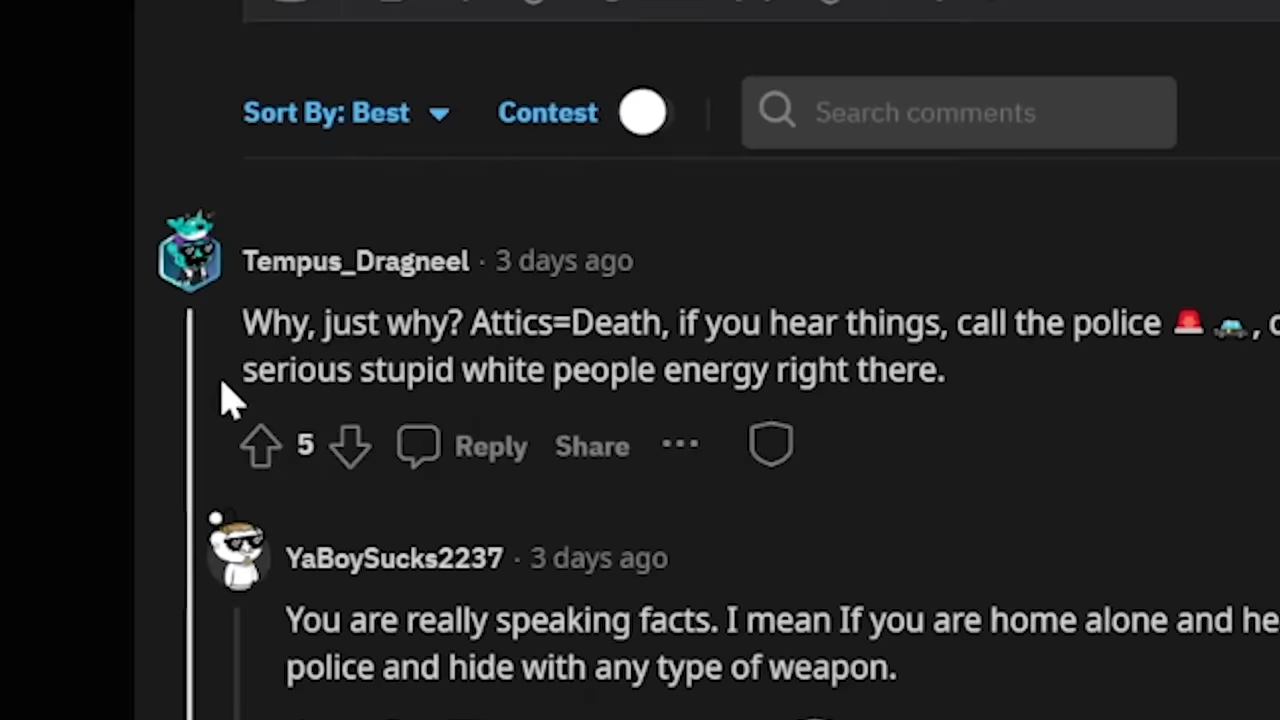 Sort By: Best Contest Search comments
Tempus_Dragneel · 3 days ago
Why, just why? Attics=Death, if you hear things, call the police 🚨 🚓,
serious stupid white people energy right there.
5 Reply Share ...
YaBoySucks2237 · 3 days ago
You are really speaking facts. I mean If you are home alone and
police and hide with any type of weapon.